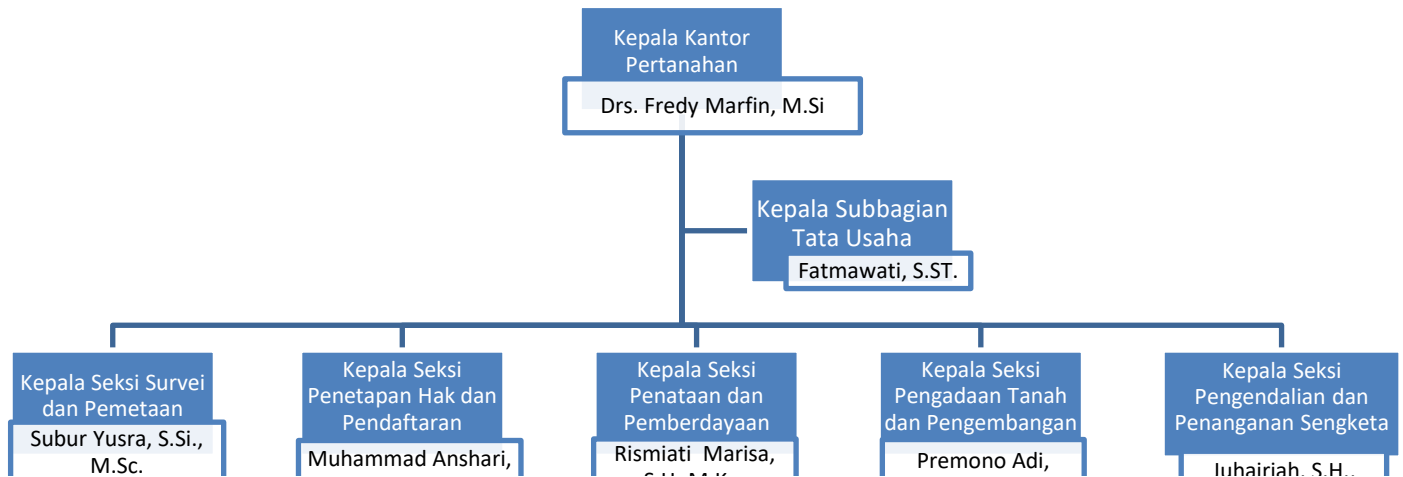 Kepala Kantor
Pertanahan
Drs. Fredy Marfin, M.Si
Kepala Subbagian
Tata Usaha
Fatmawati, S.ST.
Kepala Seksi Survei
dan Pemetaan
Subur Yusra, S.Si.,
M.Sc.
Kepala Seksi
Penetapan Hak dan
Pendaftaran
Muhammad Anshari,
Kepala Seksi
Penataan dan
Pemberdayaan
Rismiati Marisa,
Kepala Seksi
Pengadaan Tanah
dan Pengembangan
Premono Adi,
Kepala Seksi
Pengendalian dan
Penanganan Sengketa
Juhairiah, S.H.,